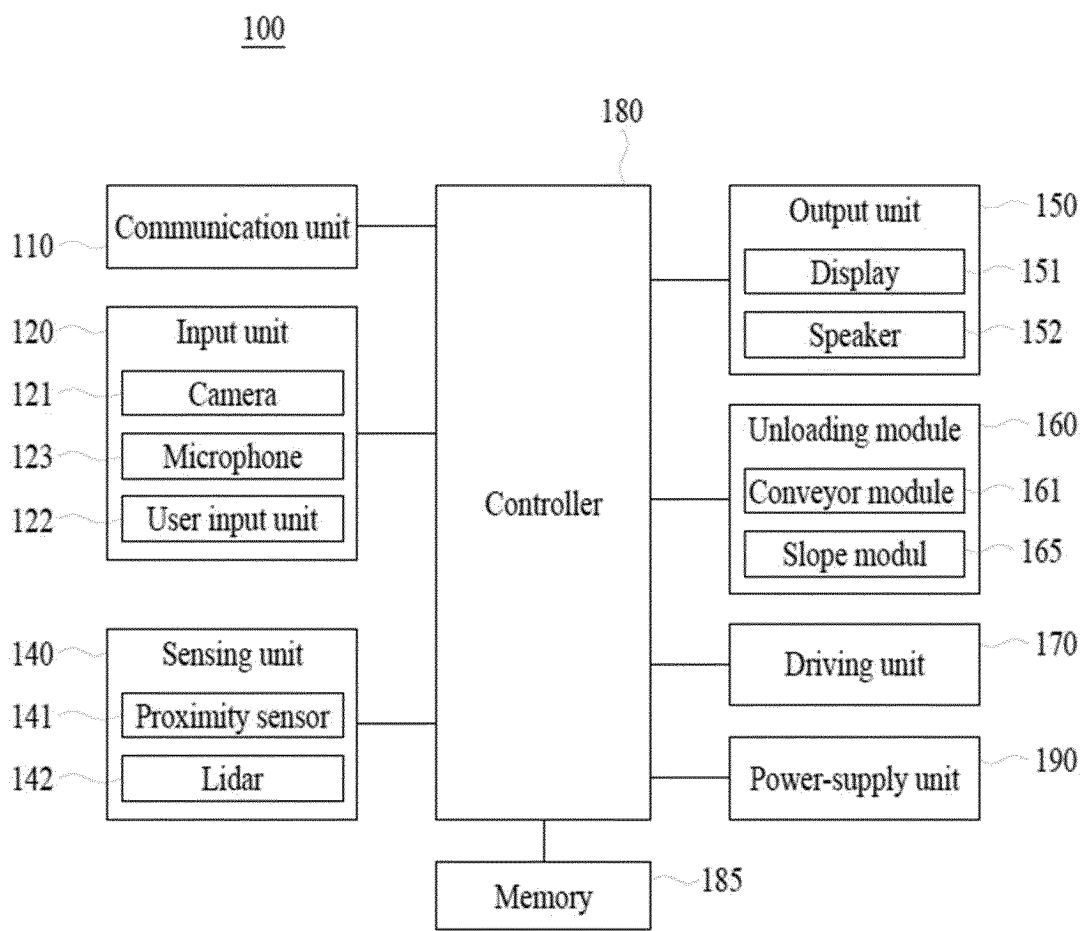 100
180
Communication unit
110
120
Input unit
121
Camera
123
Microphone
122
User input unit
140
Sensing unit
141
Proximity sensor
142
Lidar
Controller
Output unit
150
Display
151
Speaker
152
Unloading module
160
Conveyor module
161
Slope modul
165
Driving unit
170
Power-supply unit
190
Memory
185